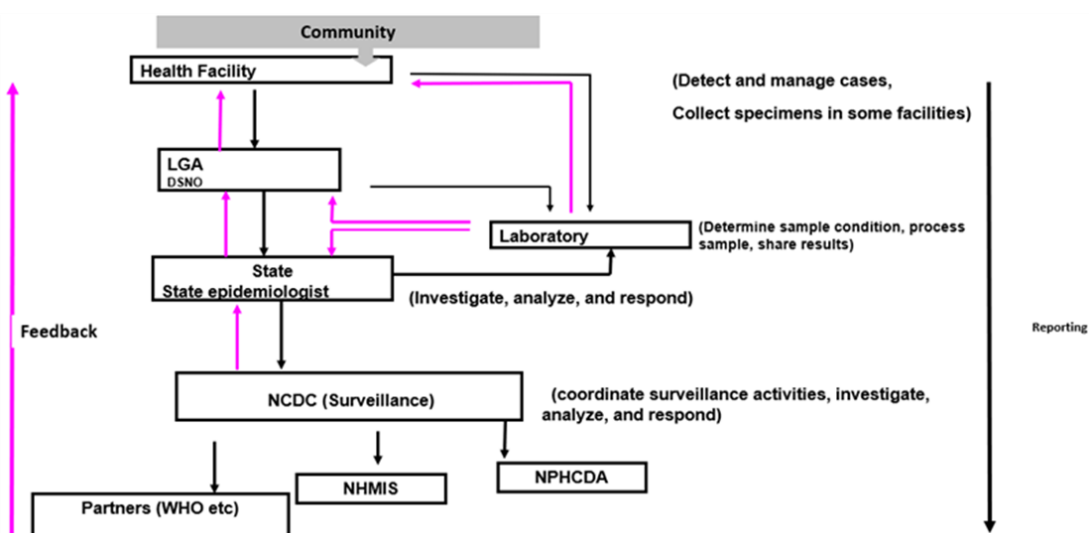 Community
Health Facility
(Detect and manage cases,
Collect specimens in some facilities)
LGA
DSNO
Laboratory
(Determine sample condition, process
sample, share results)
State
State epidemiologist
(Investigate, analyze, and respond)
Feedback
Reporting
NCDC (Surveillance)
(coordinate surveillance activities, investigate,
analyze, and respond)
NPHCDA
NHMIS
Partners (WHO etc)